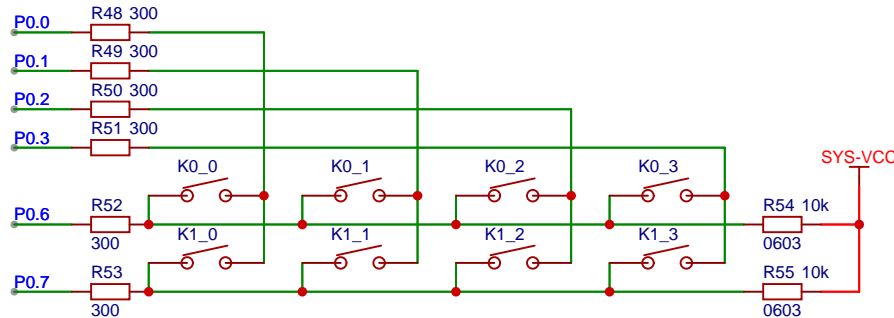 P0.0
R48 300
P0.1
R49 300
P0.2
R50 300
P0.3
R51 300
K0_0
K0_1
K0_2
K0_3
SYS-VCC
P0.6
R52
300
R54 10k
0603
K1_0
K1_1
K1_2
K1_3
P0.7
R53
300
R55 10k
0603